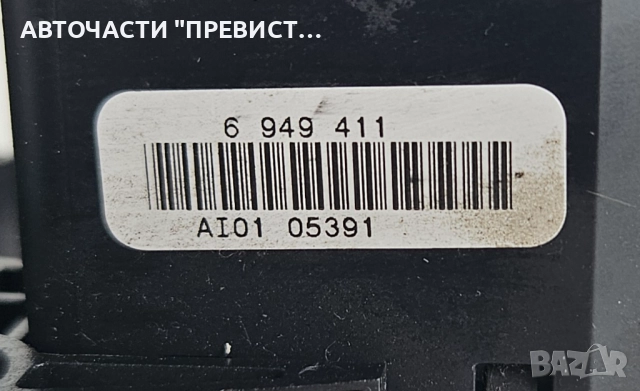 АВТОЧАСТИ "ПРЕВИСТ...
6 949 411
AI01 05391
BAZAR